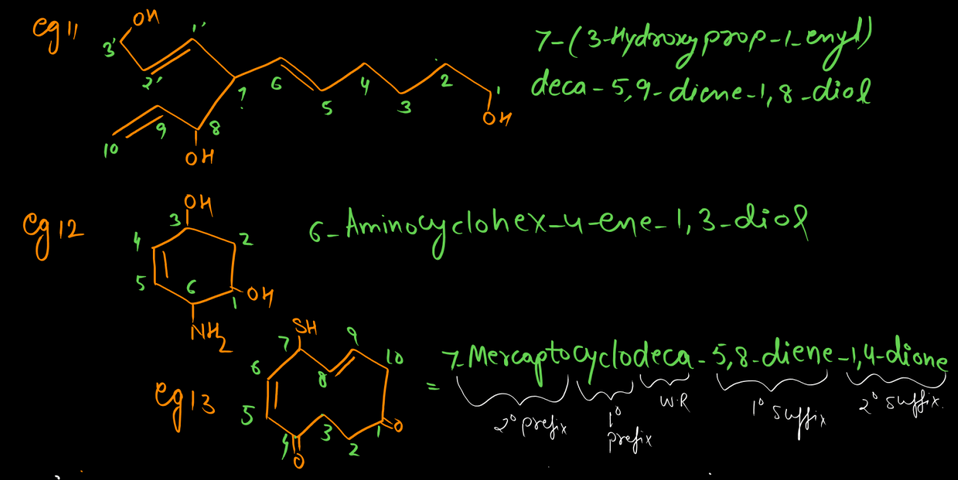 eg 11
OH
3' 1'
2' 6 4 2
7 5 3 1
9 8 OH
10 OH
7-(3-Hydroxyprop-1-enyl)
deca-5,9-diene-1,8-diol
eg 12
OH
3
4 2
5 6 1 OH
NH2
6-Aminocyclohex-4-ene-1,3-diol
eg 13
SH
7 9
6 8 10
5 3 1 O
4 2
O
= 7-Mercaptocyclodeca-5,8-diene-1,4-dione
2° prefix 1° prefix W.R 1° suffix 2° suffix.